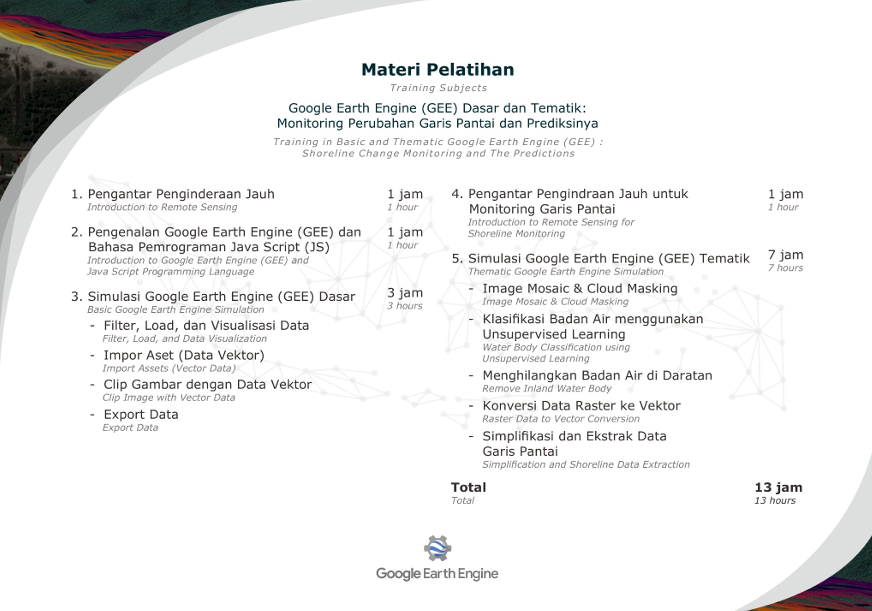 Materi Pelatihan
Training Subjects
Google Earth Engine (GEE) Dasar dan Tematik:
Monitoring Perubahan Garis Pantai dan Prediksinya
Training in Basic and Thematic Google Earth Engine (GEE) :
Shoreline Change Monitoring and The Predictions
1. Pengantar Penginderaan Jauh 1 jam
Introduction to Remote Sensing 1 hour
2. Pengenalan Google Earth Engine (GEE) dan 1 jam
Bahasa Pemrograman Java Script (JS) 1 hour
Introduction to Google Earth Engine (GEE) and
Java Script Programming Language
3. Simulasi Google Earth Engine (GEE) Dasar 3 jam
Basic Google Earth Engine Simulation 3 hours
- Filter, Load, dan Visualisasi Data
Filter, Load, and Data Visualization
- Impor Aset (Data Vektor)
Import Assets (Vector Data)
- Clip Gambar dengan Data Vektor
Clip Image with Vector Data
- Export Data
Export Data
4. Pengantar Pengindraan Jauh untuk 1 jam
Monitoring Garis Pantai 1 hour
Introduction to Remote Sensing for
Shoreline Monitoring
5. Simulasi Google Earth Engine (GEE) Tematik 7 jam
Thematic Google Earth Engine Simulation 7 hours
- Image Mosaic & Cloud Masking
Image Mosaic & Cloud Masking
- Klasifikasi Badan Air menggunakan
Unsupervised Learning
Water Body Classification using
Unsupervised Learning
- Menghilangkan Badan Air di Daratan
Remove Inland Water Body
- Konversi Data Raster ke Vektor
Raster Data to Vector Conversion
- Simplifikasi dan Ekstrak Data
Garis Pantai
Simplification and Shoreline Data Extraction
Total 13 jam
Total 13 hours
Google Earth Engine